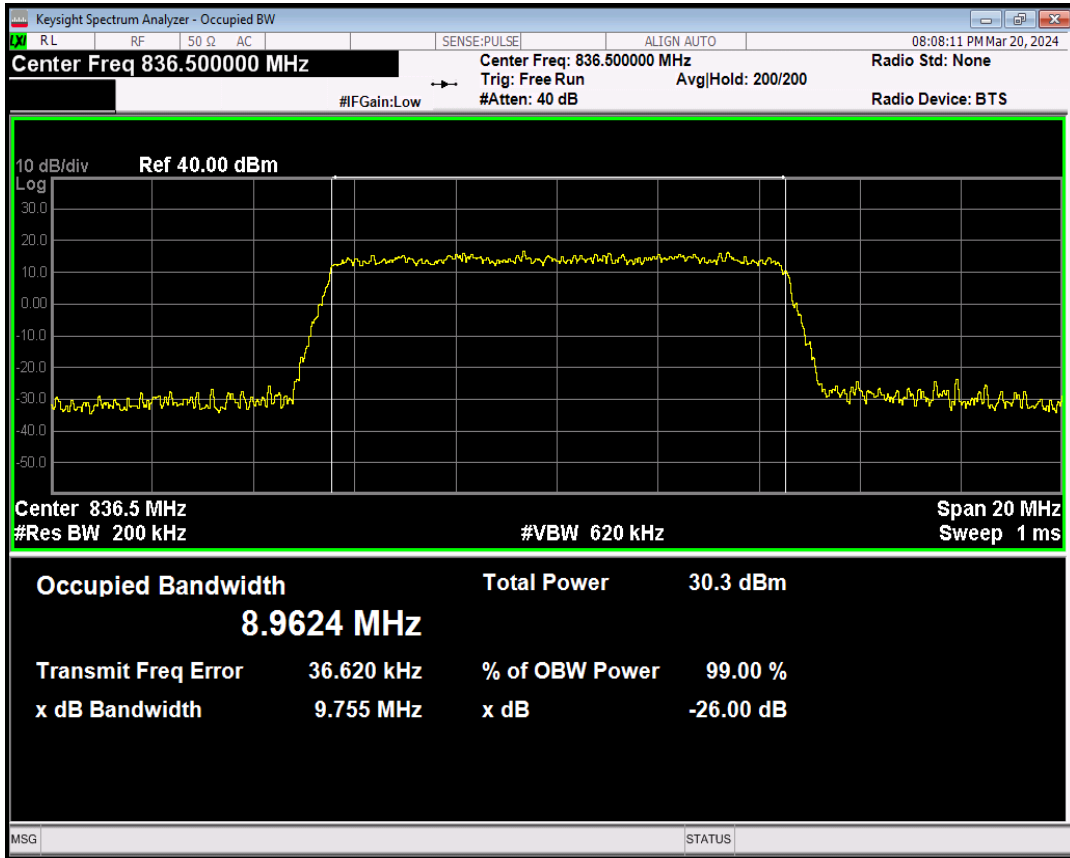 Keysight Spectrum Analyzer - Occupied BW
LXI RL RF 50 Ω AC SENSE:PULSE ALIGN AUTO 08:08:11 PM Mar 20, 2024
Center Freq 836.500000 MHz Center Freq: 836.500000 MHz Radio Std: None
Trig: Free Run Avg|Hold: 200/200
#IFGain:Low #Atten: 40 dB Radio Device: BTS
10 dB/div Ref 40.00 dBm
Log
30.0
20.0
10.0
0.00
-10.0
-20.0
-30.0
-40.0
-50.0
Center 836.5 MHz Span 20 MHz
#Res BW 200 kHz #VBW 620 kHz Sweep 1 ms
Occupied Bandwidth Total Power 30.3 dBm
8.9624 MHz
Transmit Freq Error 36.620 kHz % of OBW Power 99.00 %
x dB Bandwidth 9.755 MHz x dB -26.00 dB
MSG STATUS